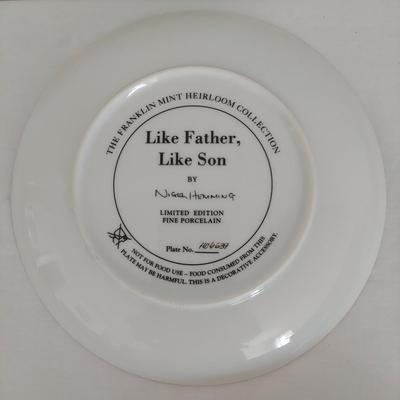 THE FRANKLIN MINT HEIRLOOM COLLECTION
Like Father,
Like Son
BY
Nigel Hemming
LIMITED EDITION
FINE PORCELAIN
Plate No.
NOT FOR FOOD USE – FOOD CONSUMED FROM THIS
PLATE MAY BE HARMFUL. THIS IS A DECORATIVE ACCESSORY.